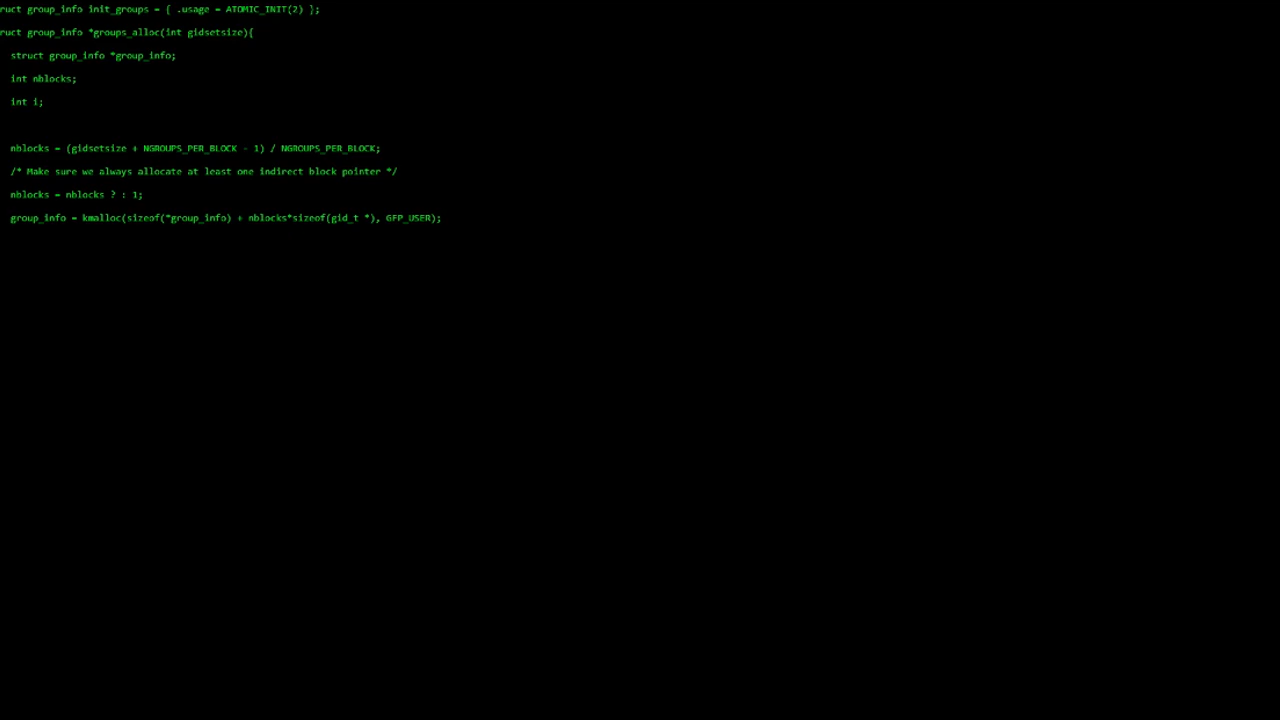 ruct group_info init_groups = { .usage = ATOMIC_INIT(2) };
ruct group_info *groups_alloc(int gidsetsize){
struct group_info *group_info;
int nblocks;
int i;
nblocks = (gidsetsize + NGROUPS_PER_BLOCK - 1) / NGROUPS_PER_BLOCK;
/* Make sure we always allocate at least one indirect block pointer */
nblocks = nblocks ? : 1;
group_info = kmalloc(sizeof(*group_info) + nblocks*sizeof(gid_t *), GFP_USER);